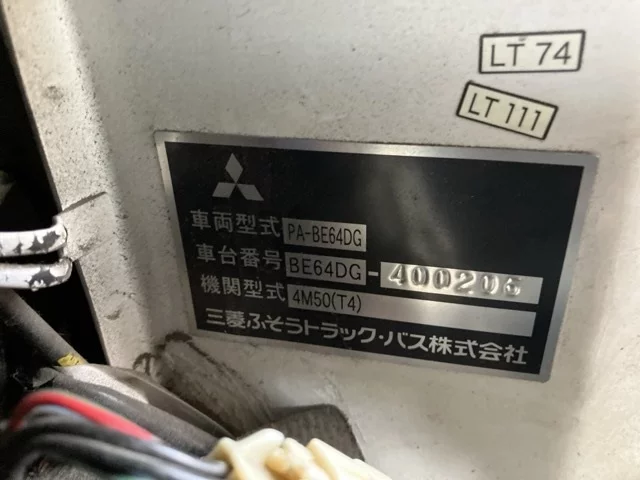 LT 74
LT 111
車両型式 PA-BE64DG
車台番号 BE64DG-400206
機関型式 4M50(T4)
三菱ふそうトラック・バス株式会社